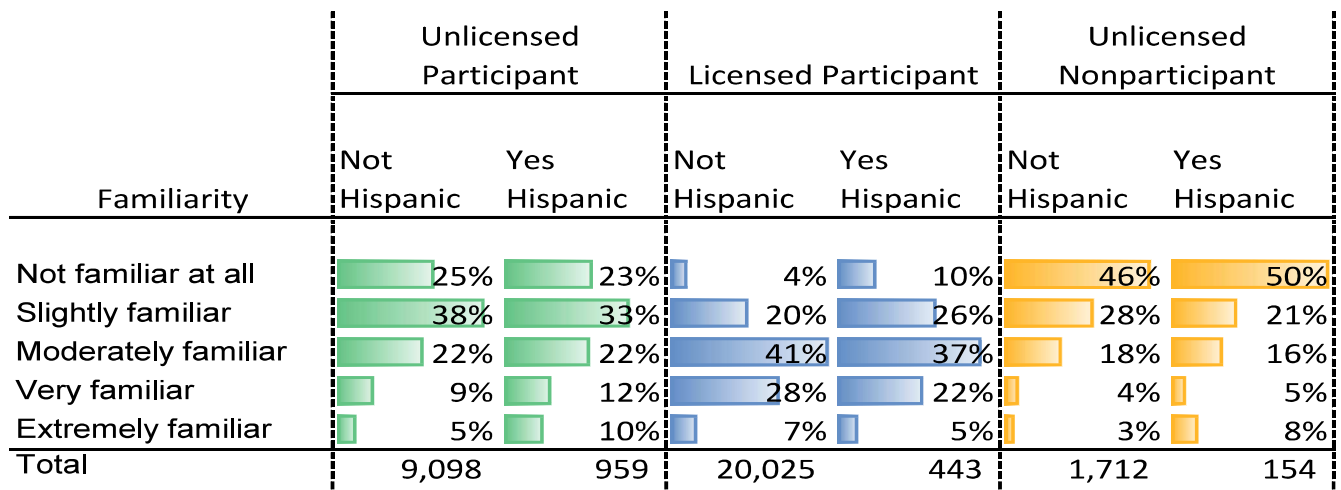 Unlicensed Participant Licensed Participant Unlicensed Nonparticipant
Familiarity Not Hispanic Yes Hispanic Not Hispanic Yes Hispanic Not Hispanic Yes Hispanic
Not familiar at all 25% 23% 4% 10% 46% 50%
Slightly familiar 38% 33% 20% 26% 28% 21%
Moderately familiar 22% 22% 41% 37% 18% 16%
Very familiar 9% 12% 28% 22% 4% 5%
Extremely familiar 5% 10% 7% 5% 3% 8%
Total 9,098 959 20,025 443 1,712 154